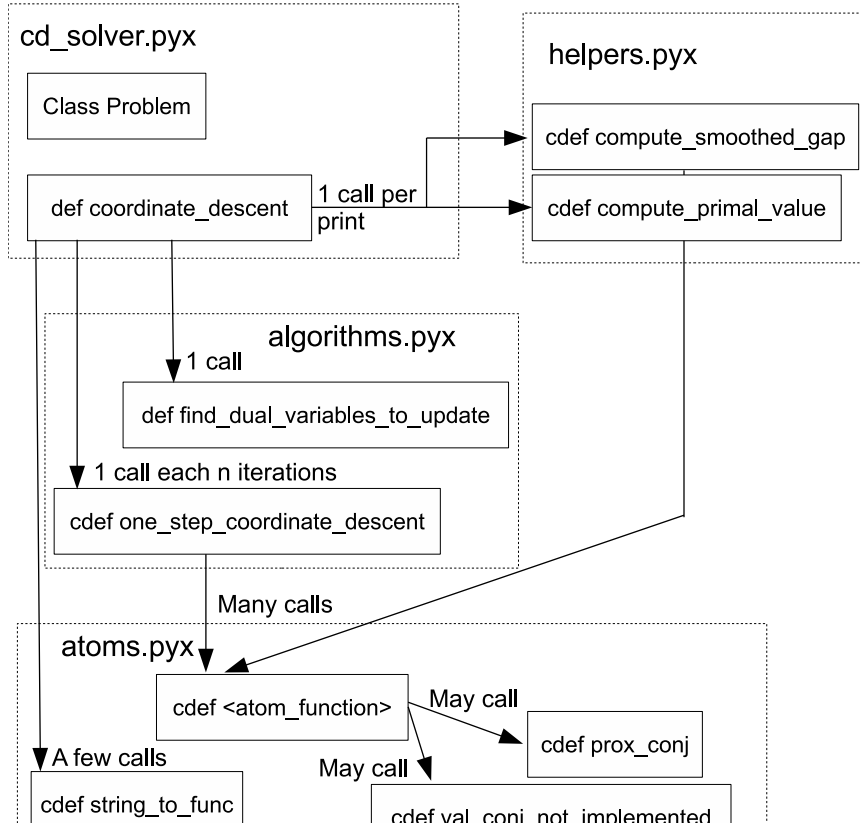 cd_solver.pyx
Class Problem
def coordinate_descent
1 call per
print
helpers.pyx
cdef compute_smoothed_gap
cdef compute_primal_value
algorithms.pyx
1 call
def find_dual_variables_to_update
1 call each n iterations
cdef one_step_coordinate_descent
Many calls
atoms.pyx
cdef <atom_function>
May call
cdef prox_conj
May call
A few calls
cdef string_to_func
cdef val_conj_not_implemented